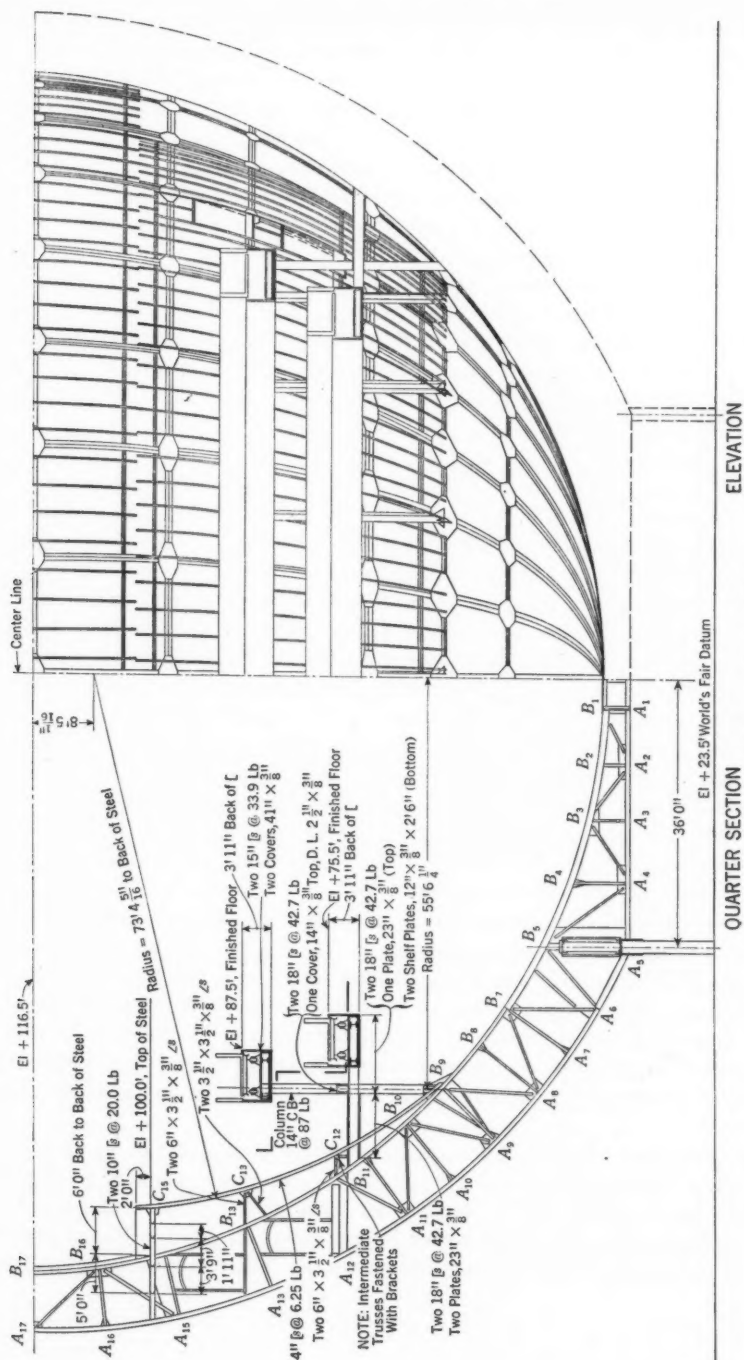 El + 116.5'
Center Line
8' 5 1/16"
Radius = 73' 4 5/16" to Back of Steel
6' 0" Back to Back of Steel
Two 10" [s @ 20.0 Lb
2' 0"
El + 100.0', Top of Steel
Two 6" × 3 1/2" × 3/8" ∠s
Two 3 1/2" × 3 1/2" × 3/8" ∠s
El + 87.5', Finished Floor
3' 11" Back of [
Two 15" [s @ 33.9 Lb
Two Covers, 41" × 3/8"
Two 18" [s @ 42.7 Lb
One Cover, 14" × 3/8" Top, D. L. 2 1/2" × 3/8"
El + 75.5', Finished Floor
3' 11" Back of [
Two 18" [s @ 42.7 Lb
One Plate, 23" × 3/8" (Top)
Two Shelf Plates, 12" × 3/8" × 2' 6" (Bottom)
Radius = 55' 6 1/4"
Column
14" C B
@ 87 Lb
5' 0"
3' 9"
1' 11"
4" [s @ 6.25 Lb
Two 6" × 3 1/2" × 3/8" ∠s
NOTE: Intermediate
Trusses Fastened
With Brackets
Two 18" [s @ 42.7 Lb
Two Plates, 23" × 3/8"
B17
B16
C15
B13
C13
C12
B11
B10
B9
B8
B7
B5
B4
B3
B2
B1
A17
A16
A15
A13
A12
A11
A10
A9
A8
A7
A6
A5
A4
A3
A2
A1
36' 0"
El + 23.5' World's Fair Datum
QUARTER SECTION
ELEVATION